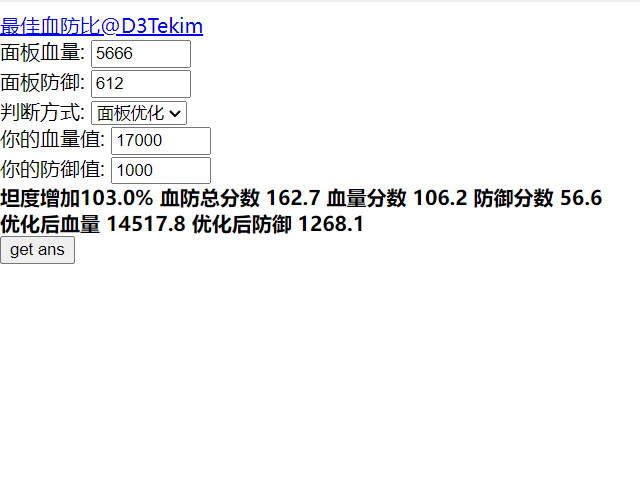 最佳血防比@D3Tekim
面板血量: 5666
面板防御: 612
判断方式: 面板优化
你的血量值: 17000
你的防御值: 1000
坦度增加103.0% 血防总分数 162.7 血量分数 106.2 防御分数 56.6
优化后血量 14517.8 优化后防御 1268.1
get ans